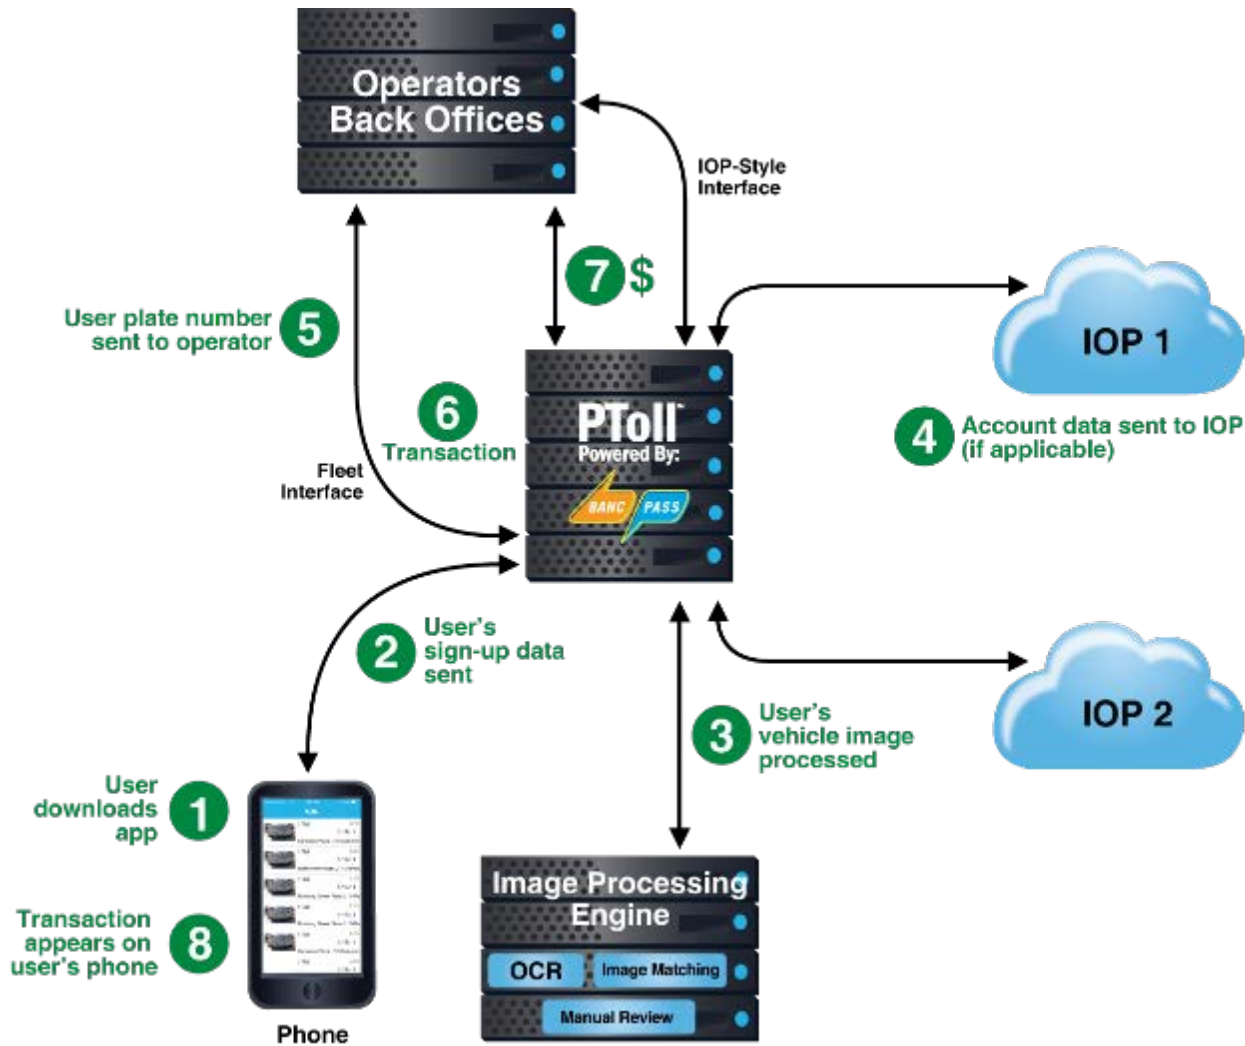 Operators
Back Offices
IOP-Style
Interface
7 $
IOP 1
User plate number
sent to operator
5
6
Transaction
PToll™
Powered By:
BANC PASS
4
Account data sent to IOP
(if applicable)
Fleet
Interface
2
User's
sign-up data
sent
3
User's
vehicle image
processed
IOP 2
User
downloads
app
1
Transaction
appears on
user's phone
8
Phone
Image Processing
Engine
OCR
Image Matching
Manual Review